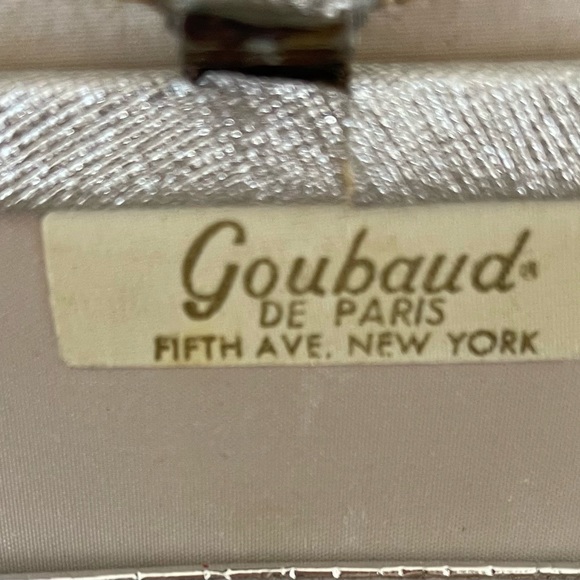 Goubaud®
DE PARIS
FIFTH AVE. NEW YORK